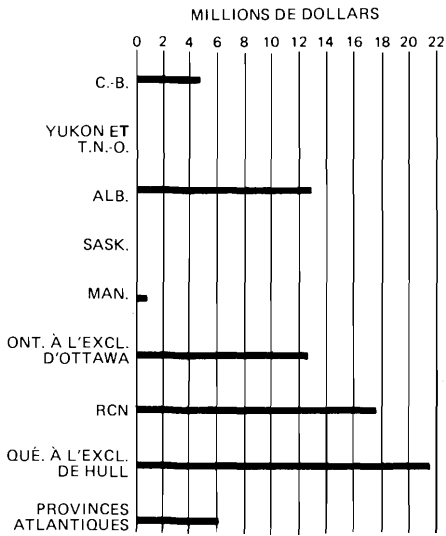 MILLIONS DE DOLLARS
0 2 4 6 8 10 12 14 16 18 20 22
C.-B.
YUKON ET
T.N.-O.
ALB.
SASK.
MAN.
ONT. À L'EXCL.
D'OTTAWA
RCN
QUÉ. À L'EXCL.
DE HULL
PROVINCES
ATLANTIQUES